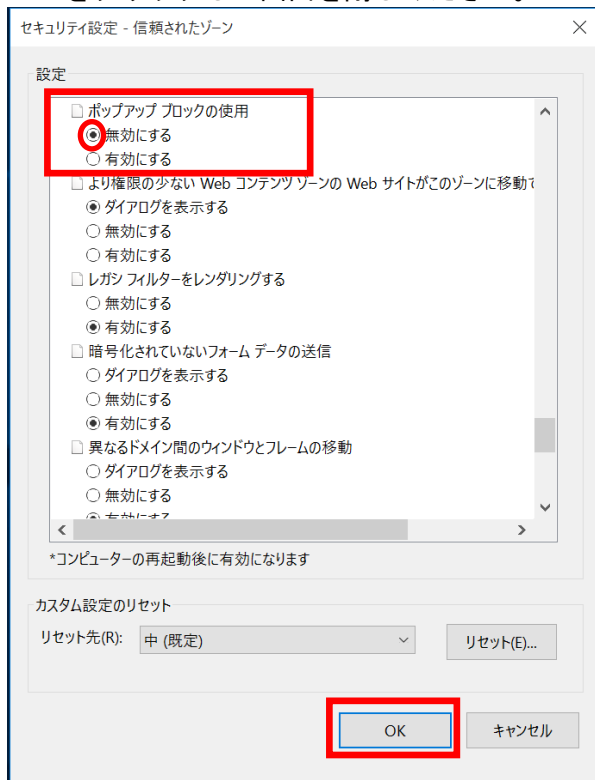 セキュリティ設定 - 信頼されたゾーン
設定
ポップアップ ブロックの使用
無効にする
有効にする
より権限の少ない Web コンテンツ ゾーンの Web サイトがこのゾーンに移動で
ダイアログを表示する
無効にする
有効にする
レガシ フィルターをレンダリングする
無効にする
有効にする
暗号化されていないフォーム データの送信
ダイアログを表示する
無効にする
有効にする
異なるドメイン間のウィンドウとフレームの移動
ダイアログを表示する
無効にする
有効にする
*コンピューターの再起動後に有効になります
カスタム設定のリセット
リセット先(R): 中 (既定) リセット(E)...
OK キャンセル